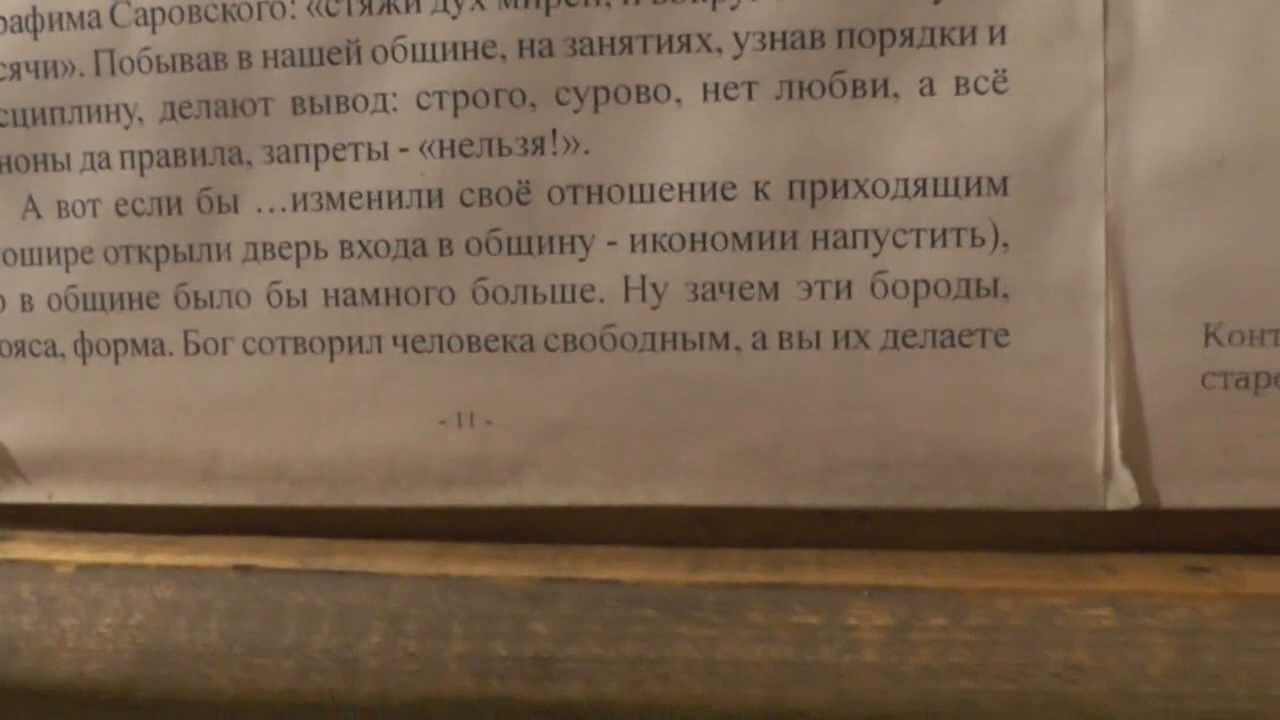 рафима Саровского: «стяжи дух мирен, и
сячи». Побывав в нашей общине, на занятиях, узнав порядки и
сциплину, делают вывод: строго, сурово, нет любви, а всё
ноны да правила, запреты - «нельзя!».
А вот если бы ...изменили своё отношение к приходящим
ошире открыли дверь входа в общину - икономии напустить),
о в общине было бы намного больше. Ну зачем эти бороды,
ояса, форма. Бог сотворил человека свободным, а вы их делаете
- 11 -
Конт
старе